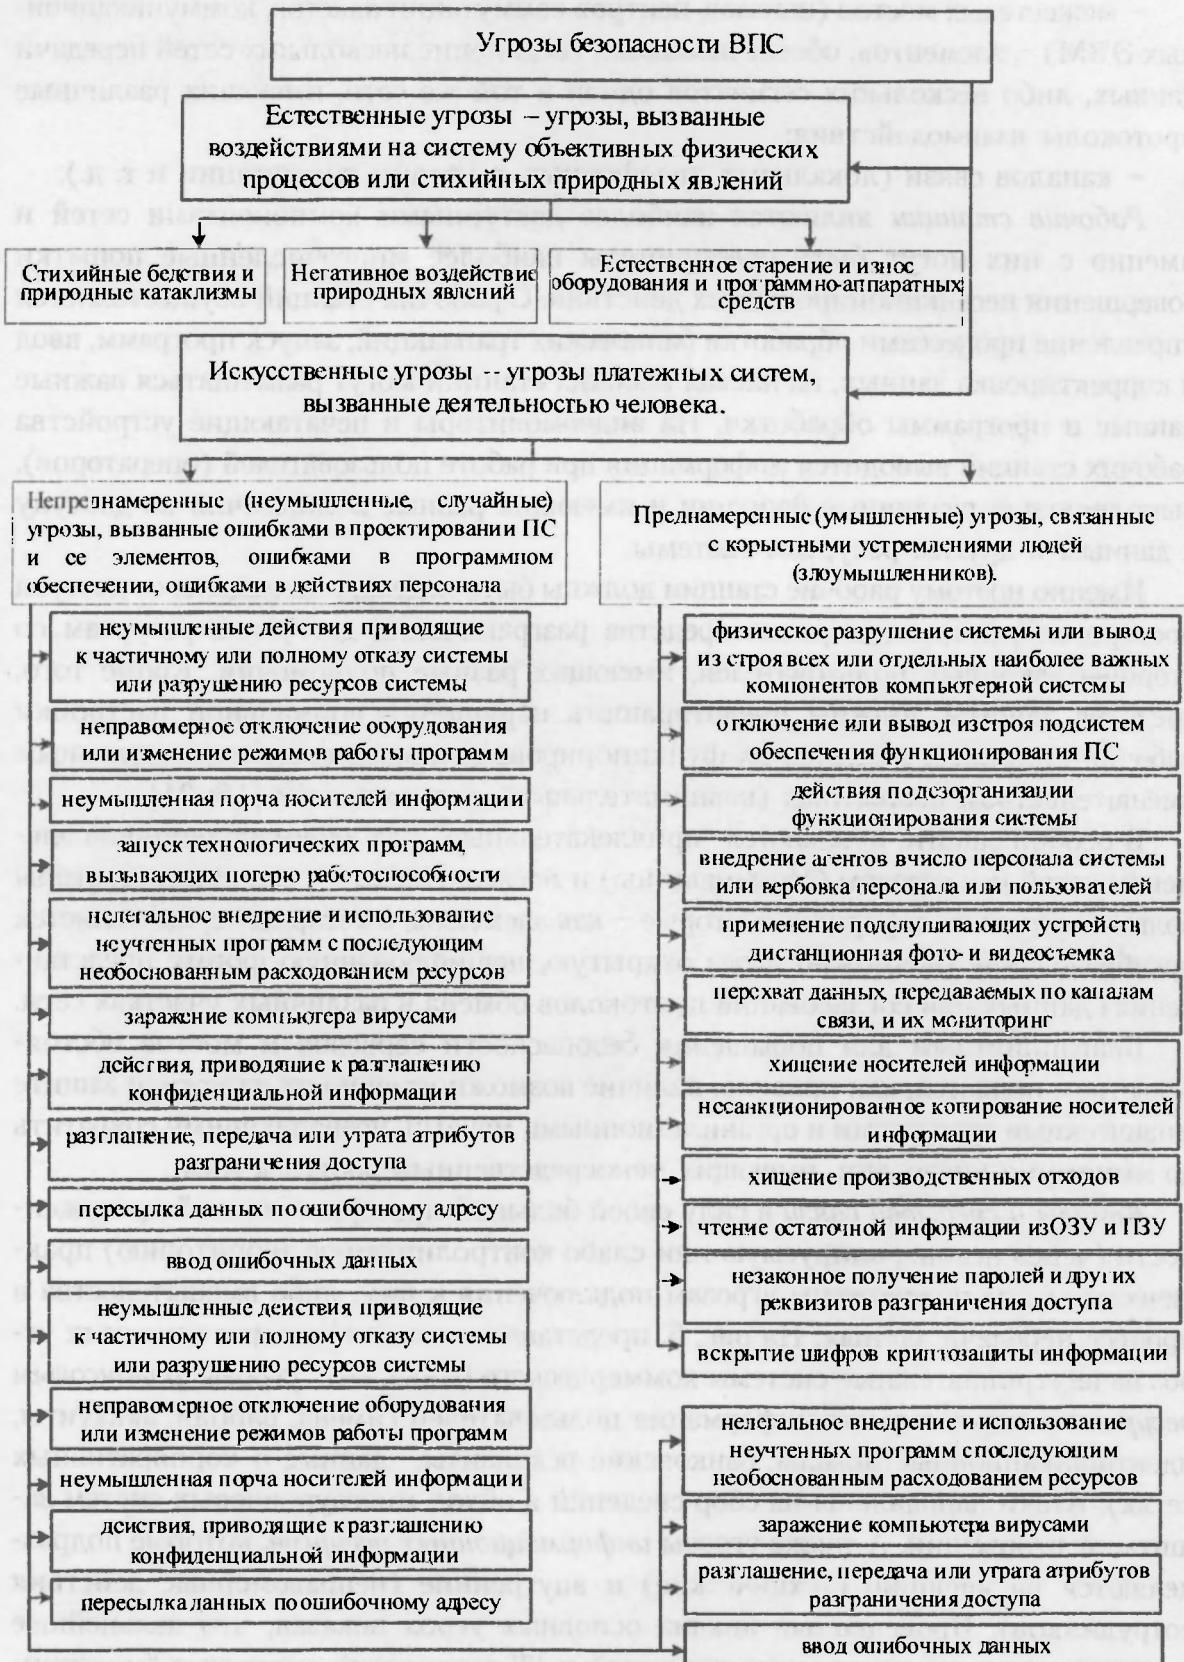 Угрозы безопасности ВПС
Естественные угрозы – угрозы, вызванные
воздействиями на систему объективных физических
процессов или стихийных природных явлений
Стихийные бедствия и
природные катаклизмы
Негативное воздействие
природных явлений
Естественное старение и износ
оборудования и программно-аппаратных
средств
Искусственные угрозы -- угрозы платежных систем,
вызванные деятельностью человека.
Непреднамеренные (неумышленные, случайные)
угрозы, вызванные ошибками в проектировании ПС
и ее элементов, ошибками в программном
обеспечении, ошибками в действиях персонала
неумышленные действия приводящие
к частичному или полному отказу системы
или разрушению ресурсов системы
неправомерное отключение оборудования
или изменение режимов работы программ
неумышленная порча носителей информации
запуск технологических программ,
вызывающих потерю работоспособности
нелегальное внедрение и использование
неучтенных программ с последующим
необоснованным расходованием ресурсов
заражение компьютера вирусами
действия, приводящие к разглашению
конфиденциальной информации
разглашение, передача или утрата атрибутов
разграничения доступа
пересылка данных по ошибочному адресу
ввод ошибочных данных
неумышленные действия приводящие
к частичному или полному отказу системы
или разрушению ресурсов системы
неправомерное отключение оборудования
или изменение режимов работы программ
неумышленная порча носителей информации
действия, приводящие к разглашению
конфиденциальной информации
пересылка данных по ошибочному адресу
Преднамеренные (умышленные) угрозы, связанные
с корыстными устремлениями людей
(злоумышленников).
физическое разрушение системы или вывод
из строя всех или отдельных наиболее важных
компонентов компьютерной системы
отключение или вывод из строя подсистем
обеспечения функционирования ПС
действия по дезорганизации
функционирования системы
внедрение агентов в число персонала системы
или вербовка персонала или пользователей
применение подслушивающих устройств,
дистанционная фото- и видеосъемка
перехват данных, передаваемых по каналам
связи, и их мониторинг
хищение носителей информации
несанкционированное копирование носителей
информации
хищение производственных отходов
чтение остаточной информации из ОЗУ и ПЗУ
незаконное получение паролей и других
реквизитов разграничения доступа
вскрытие шифров криптозащиты информации
нелегальное внедрение и использование
неучтенных программ с последующим
необоснованным расходованием ресурсов
заражение компьютера вирусами
разглашение, передача или утрата атрибутов
разграничения доступа
ввод ошибочных данных